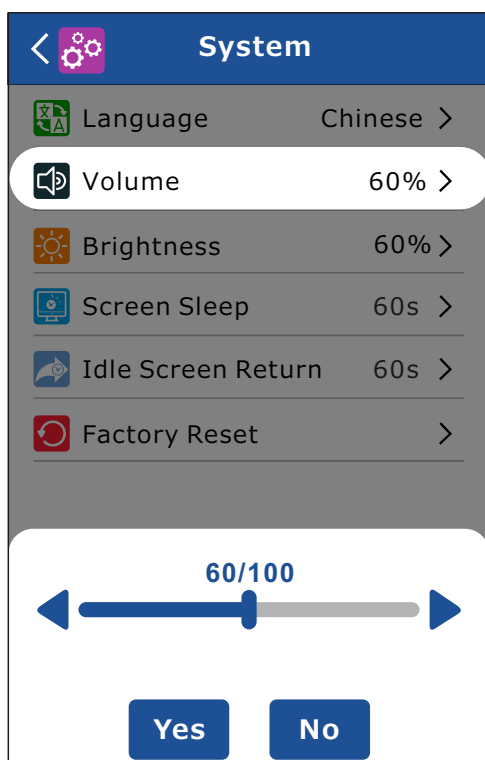 System
Language Chinese
Volume 60%
Brightness 60%
Screen Sleep 60s
Idle Screen Return 60s
Factory Reset
60/100
Yes No